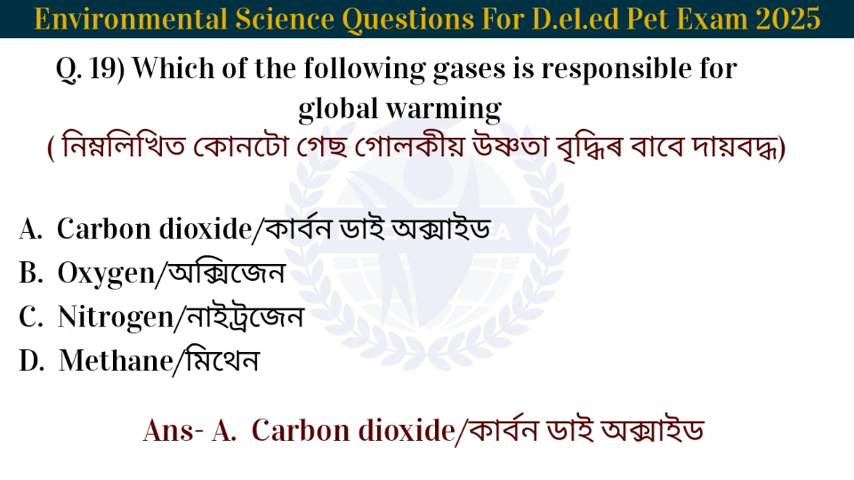 Environmental Science Questions For D.el.ed Pet Exam 2025
Q. 19) Which of the following gases is responsible for
global warming
( নিম্নলিখিত কোনটো গেছ গোলকীয় উষ্ণতা বৃদ্ধিৰ বাবে দায়বদ্ধ)
A. Carbon dioxide/কাৰ্বন ডাই অক্সাইড
B. Oxygen/অক্সিজেন
C. Nitrogen/নাইট্ৰজেন
D. Methane/মিথেন
Ans- A. Carbon dioxide/কাৰ্বন ডাই অক্সাইড